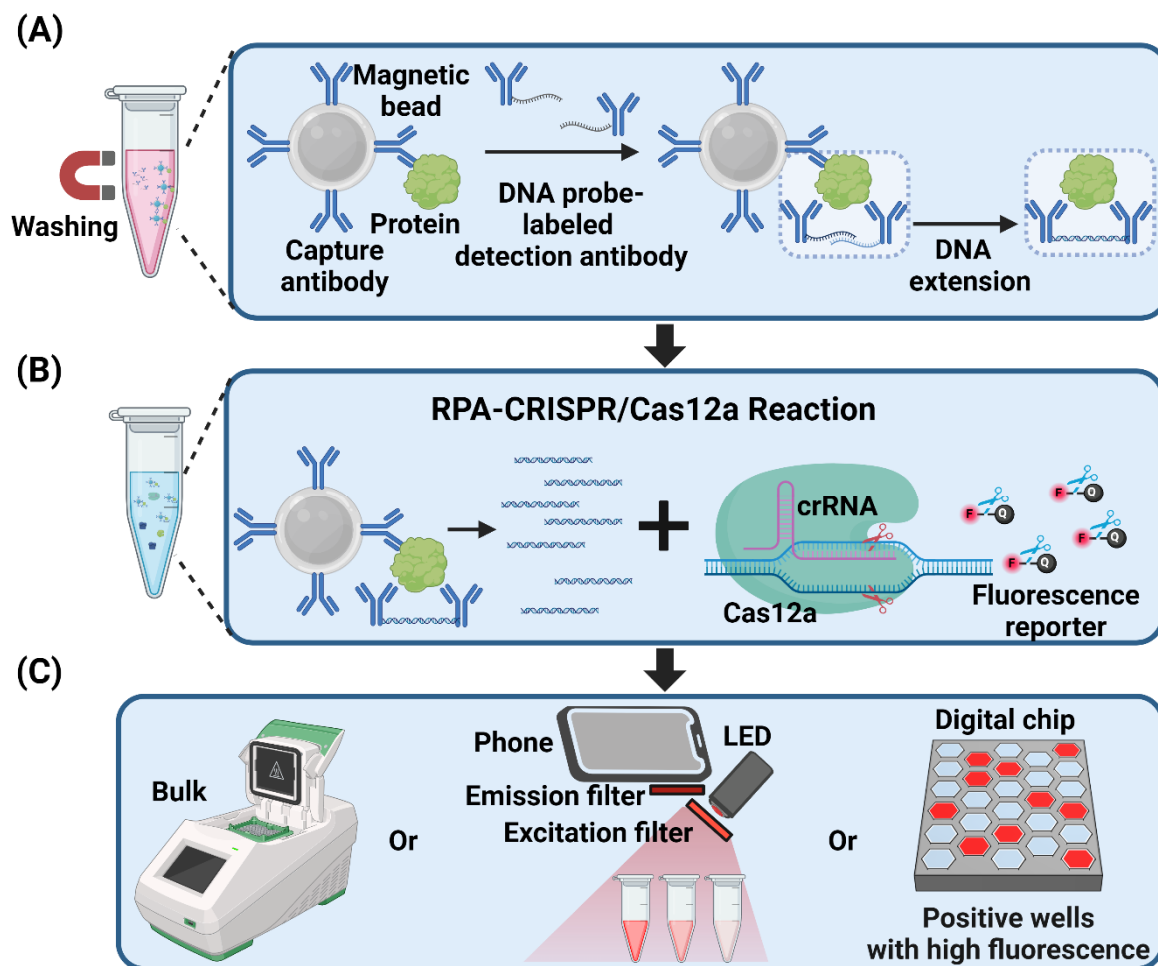 (A)
Magnetic
bead
Washing
Protein
Capture
antibody
DNA probe-
labeled
detection antibody
DNA
extension
(B)
RPA-CRISPR/Cas12a Reaction
crRNA
Cas12a
F Q
F Q
F Q
F Q
Fluorescence
reporter
(C)
Bulk
Or
Phone
LED
Emission filter
Excitation filter
Or
Digital chip
Positive wells
with high fluorescence